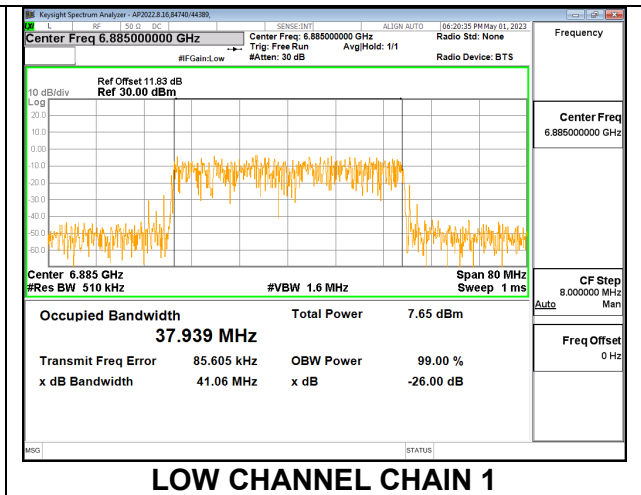 Keysight Spectrum Analyzer - AP2022.8.16,84740/44389,
L RF 50 Ω DC SENSE:INT ALIGN AUTO 06:20:35 PM May 01, 2023
Center Freq 6.885000000 GHz Center Freq: 6.885000000 GHz Radio Std: None
Trig: Free Run Avg|Hold: 1/1
#IFGain:Low #Atten: 30 dB Radio Device: BTS
Frequency
Ref Offset 11.83 dB
10 dB/div Ref 30.00 dBm
Log
20.0
10.0
0.00
-10.0
-20.0
-30.0
-40.0
-50.0
-60.0
Center 6.885 GHz Span 80 MHz
#Res BW 510 kHz #VBW 1.6 MHz Sweep 1 ms
Occupied Bandwidth Total Power 7.65 dBm
37.939 MHz
Transmit Freq Error 85.605 kHz OBW Power 99.00 %
x dB Bandwidth 41.06 MHz x dB -26.00 dB
Center Freq
6.885000000 GHz
CF Step
8.000000 MHz
Auto Man
Freq Offset
0 Hz
MSG STATUS
LOW CHANNEL CHAIN 1